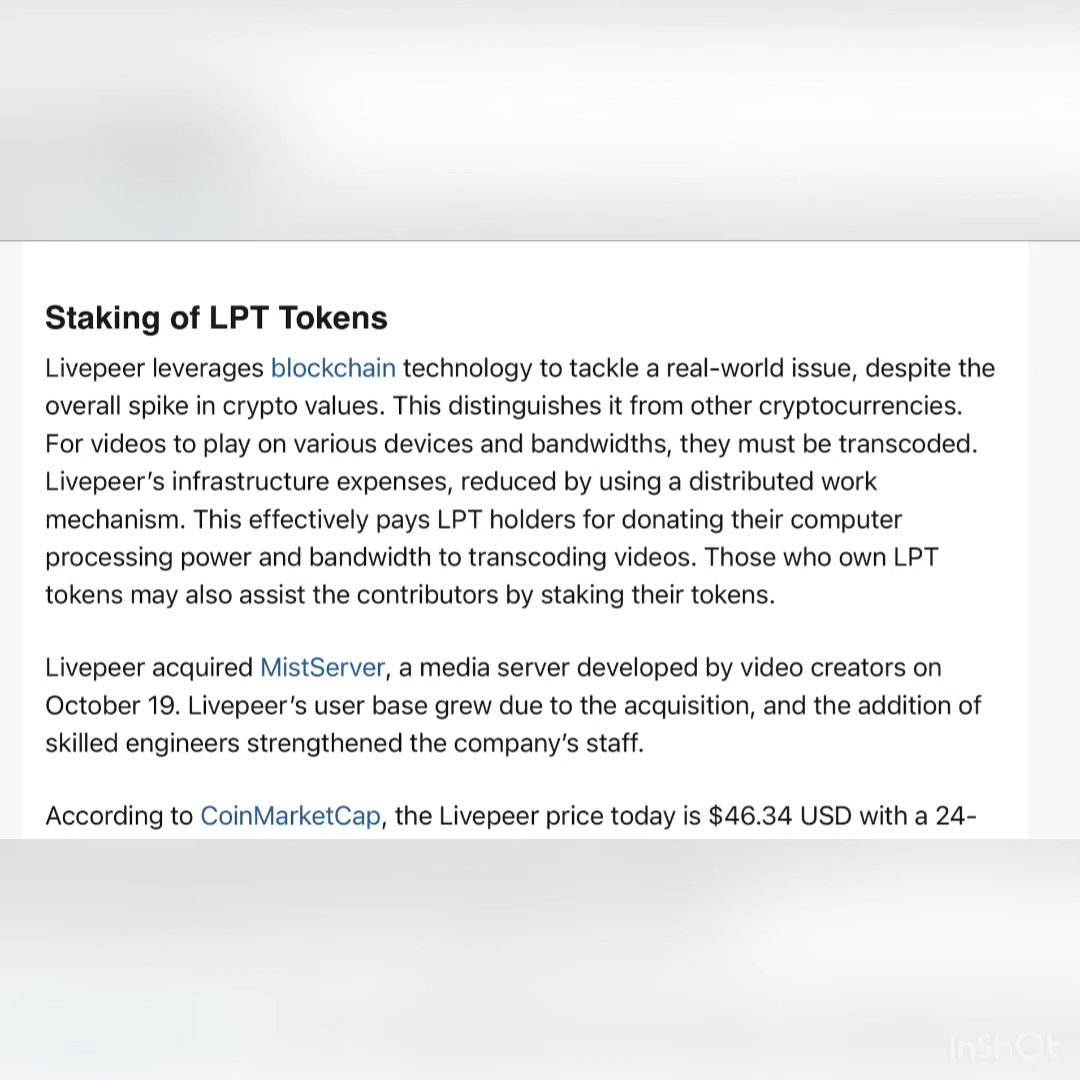 Staking of LPT Tokens
Livepeer leverages blockchain technology to tackle a real-world issue, despite the
overall spike in crypto values. This distinguishes it from other cryptocurrencies.
For videos to play on various devices and bandwidths, they must be transcoded.
Livepeer’s infrastructure expenses, reduced by using a distributed work
mechanism. This effectively pays LPT holders for donating their computer
processing power and bandwidth to transcoding videos. Those who own LPT
tokens may also assist the contributors by staking their tokens.
Livepeer acquired MistServer, a media server developed by video creators on
October 19. Livepeer’s user base grew due to the acquisition, and the addition of
skilled engineers strengthened the company’s staff.
According to CoinMarketCap, the Livepeer price today is $46.34 USD with a 24-
InShOt